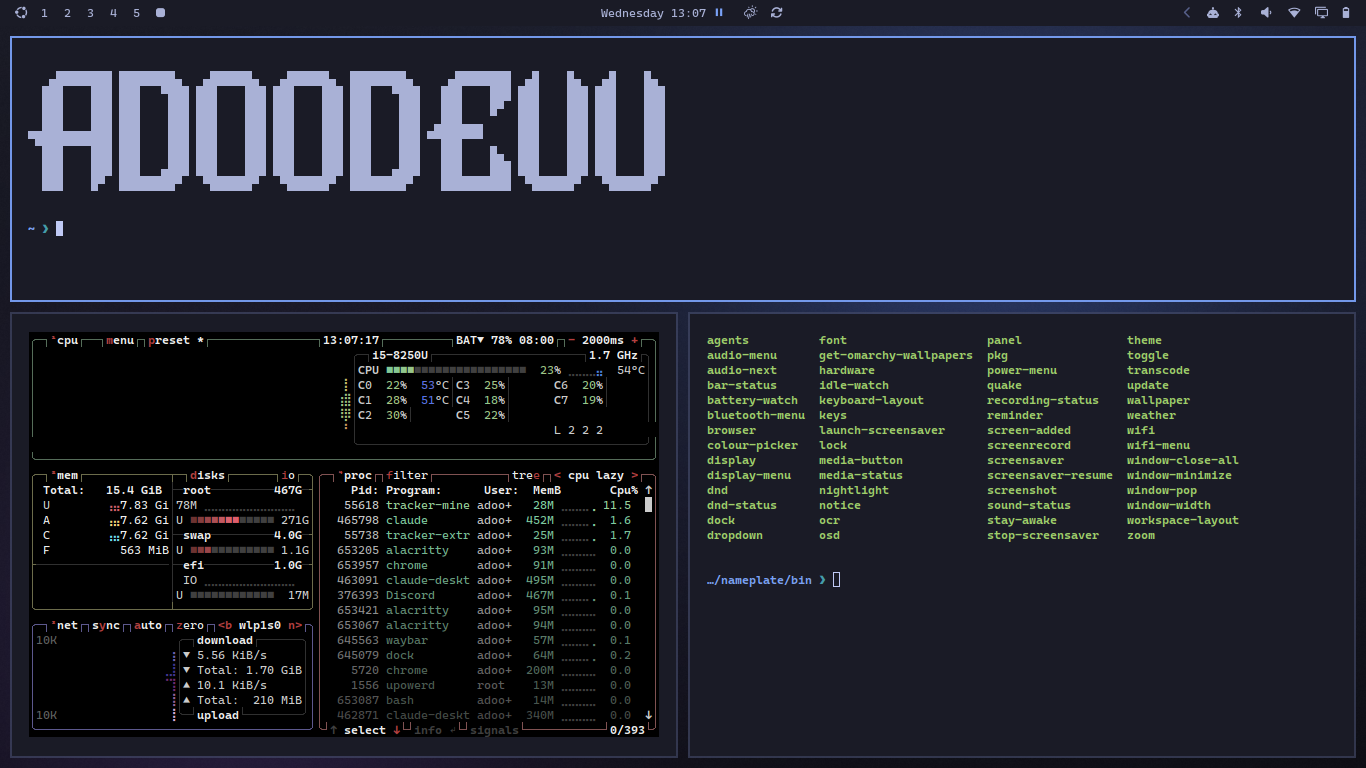 1 2 3 4 5 Wednesday 13:07
ADOODEVU
~ ❯
¹cpu menu preset * 13:07:17 BAT▼ 78% 08:00 - 2000ms +
i5-8250U 1.7 GHz
CPU 23% 54°C
C0 22% 53°C C3 25% C6 20%
C1 28% 51°C C4 18% C7 19%
C2 30% C5 22%
L 2 2 2
²mem disks io
Total: 15.4 GiB root 467G
U 7.83 Gi 78M
A 7.62 Gi U 271G
C 7.62 Gi swap 4.0G
F 563 MiB U 1.1G
efi 1.0G
IO
U 17M
³net sync auto zero <b wlp1s0 n>
10K download
▼ 5.56 KiB/s
▼ Total: 1.70 GiB
▲ 10.1 KiB/s
▲ Total: 210 MiB
10K upload
⁴proc filter tree < cpu lazy >
Pid: Program: User: MemB Cpu% ↑
55618 tracker-mine adoo+ 28M 11.5
465798 claude adoo+ 452M 1.6
55738 tracker-extr adoo+ 25M 1.7
653205 alacritty adoo+ 93M 0.0
653957 chrome adoo+ 91M 0.0
463091 claude-deskt adoo+ 495M 0.0
376393 Discord adoo+ 467M 0.1
653421 alacritty adoo+ 95M 0.0
653067 alacritty adoo+ 94M 0.0
645563 waybar adoo+ 57M 0.1
645079 dock adoo+ 64M 0.2
5720 chrome adoo+ 200M 0.0
1556 upowerd root 13M 0.0
653087 bash adoo+ 14M 0.0
462871 claude-deskt adoo+ 340M 0.0 ↓
↑ select ↓ info ↵ signals 0/393
agents font panel theme
audio-menu get-omarchy-wallpapers pkg toggle
audio-next hardware power-menu transcode
bar-status idle-watch quake update
battery-watch keyboard-layout recording-status wallpaper
bluetooth-menu keys reminder weather
browser launch-screensaver screen-added wifi
colour-picker lock screenrecord wifi-menu
display media-button screensaver window-close-all
display-menu media-status screensaver-resume window-minimize
dnd nightlight screenshot window-pop
dnd-status notice sound-status window-width
dock ocr stay-awake workspace-layout
dropdown osd stop-screensaver zoom
…/nameplate/bin ❯